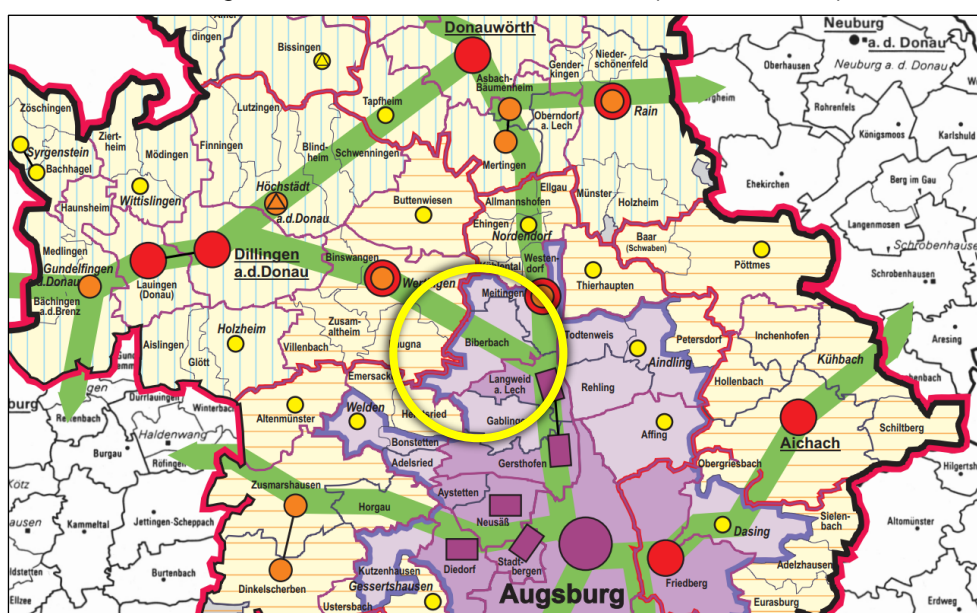 Donauwörth
Neuburg
a. d. Donau
dingen
Bissingen
Oberhausen
Neuburg a. d. Donau
Gender-
kingen
Nieder-
schönenfeld
Asbach-
Bäumenheim
Rohrenfels
Zöschingen
Lutzingen
Tapfheim
Rain
Oberndorf
a. Lech
Königsmoos
Karlshuld
Ziert-
heim
Finningen
Mödingen
Blind-
heim
Schwenningen
Syrgenstein
Bachhagel
Mertingen
Ehekirchen
Berg im Gau
Wittislingen
Höchstädt
a.d.Donau
Ellgau
Münster
Allmannshofen
Buttenwiesen
Holzheim
Haunsheim
Langenmosen
Ehingen
Nordendorf
Baar
(Schwaben)
Schrobenhausen
Medlingen
Dillingen
a.d.Donau
Binswangen
Westen-
dorf
Pöttmes
Gundelfingen
a.d.Donau
Lauingen
(Donau)
Thierhaupten
Schrobenhausen
Meitingen
Bächingen
a.d.Brenz
Holzheim
Zusam-
altheim
Todtenweis
Petersdorf
Inchenhofen
Aresing
Aislingen
Villenbach
Biberbach
Aindling
Kühbach
Glött
Langweid
a. Lech
Rehling
Hollenbach
Altenmünster
Welden
Affing
Schiltberg
Durrlauingen
Winterbach
Haldenwang
Bonstetten
Aichach
Burgau
Röfingen
Adelsried
Gersthofen
Obergriesbach
Kötz
Zusmarshausen
Aystetten
Horgau
Neusäß
Dasing
Sielen-
bach
Altomünster
Kammeltal
Jettingen-Scheppach
Diedorf
Stadt-
bergen
Kutzenhausen
Friedberg
Adelzhausen
Burtenbach
Dinkelscherben
Gessertshausen
Augsburg
Eurasburg
Ellzee
Ustersbach
Erdweg